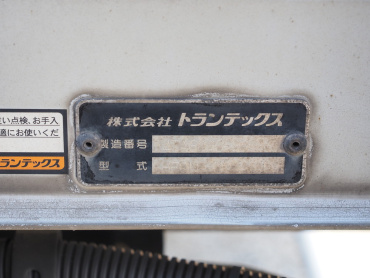 株式会社 トランテックス
製造番号
型式
い点検、お手入
適にお使いくだ
ランテックス